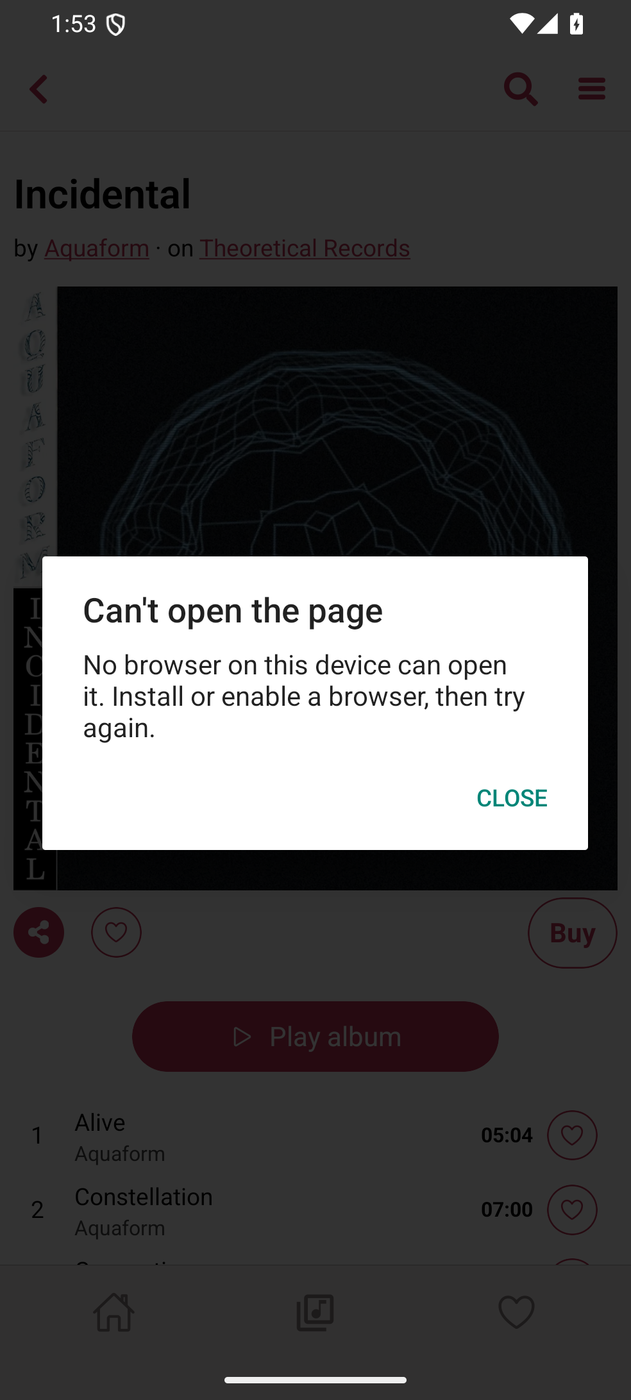 1:53
Incidental
by Aquaform · on Theoretical Records
AQUAFORM
INCIDENTAL
Can't open the page
No browser on this device can open
it. Install or enable a browser, then try
again.
CLOSE
Buy
Play album
1
Alive
05:04
Aquaform
2
Constellation
07:00
Aquaform